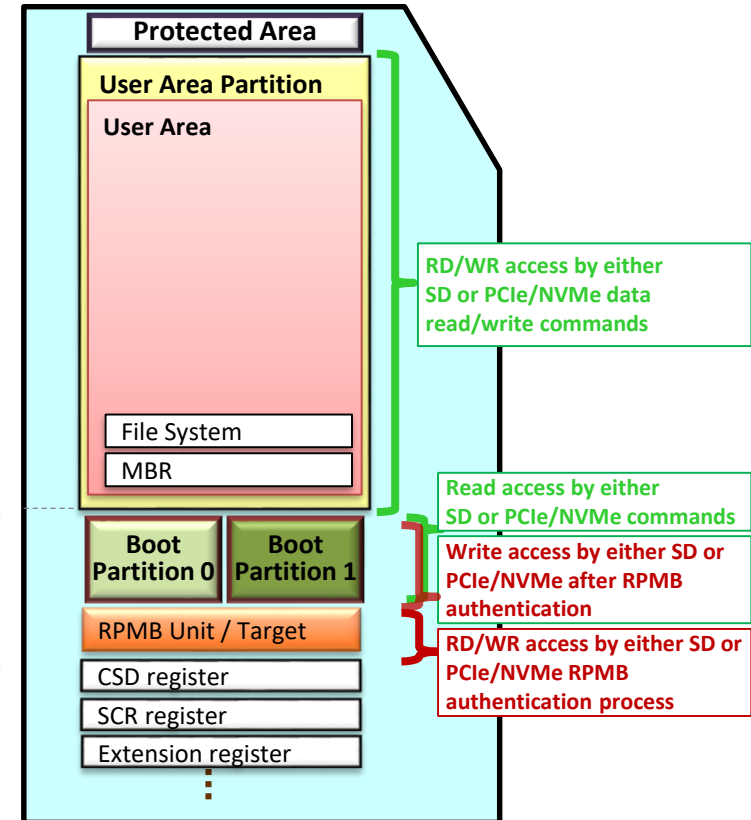 Protected Area
User Area Partition
User Area
File System
MBR
RD/WR access by either
SD or PCIe/NVMe data
read/write commands
Boot
Partition 0
Boot
Partition 1
Read access by either
SD or PCIe/NVMe commands
Write access by either SD or
PCIe/NVMe after RPMB
authentication
RPMB Unit / Target
RD/WR access by either SD or
PCIe/NVMe RPMB
authentication process
CSD register
SCR register
Extension register